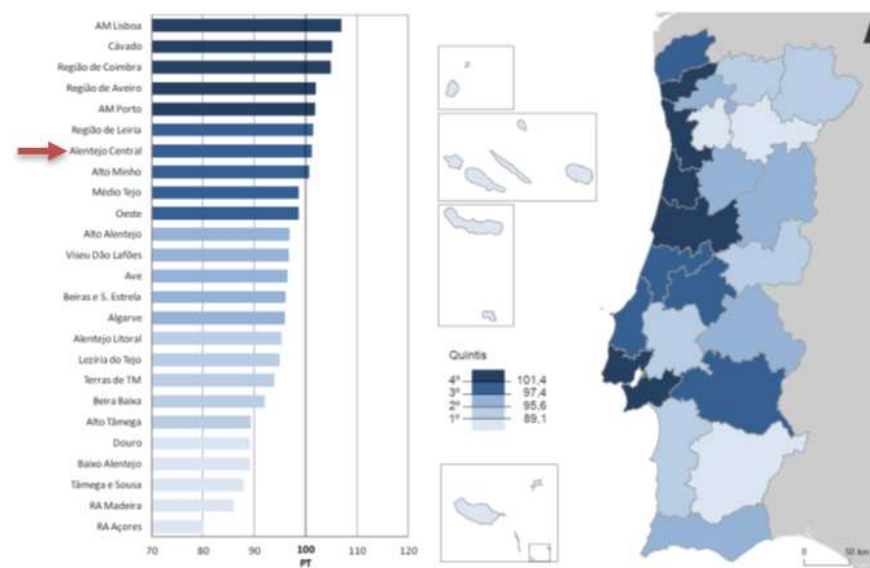 AM Lisboa
Cávado
Região de Coimbra
Região de Aveiro
AM Porto
Região de Leiria
Alentejo Central
Alto Minho
Médio Tejo
Oeste
Alto Alentejo
Viseu Dão Lafões
Ave
Beiras e S. Estrela
Algarve
Alentejo Litoral
Lezíria do Tejo
Terras de TM
Beira Baixa
Alto Tâmega
Douro
Baixo Alentejo
Tâmega e Sousa
RA Madeira
RA Açores
70 80 90 100 110 120
PT
Quintis
4º 101,4
3º 97,4
2º 95,6
1º 89,1
0 50 km